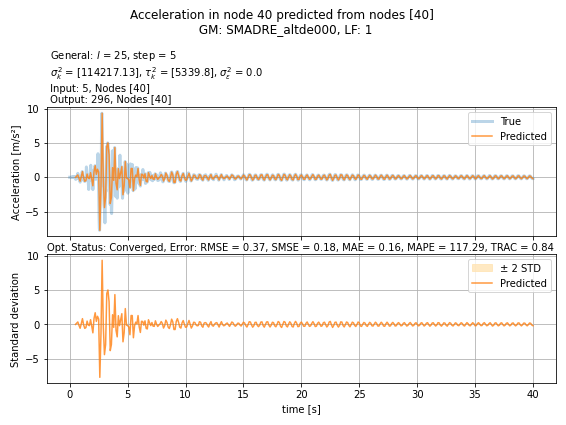 Acceleration in node 40 predicted from nodes [40]
GM: SMADRE_altde000, LF: 1
General: l = 25, step = 5
σ²ₖ = [114217.13], τ²ₖ = [5339.8], σ²ε = 0.0
Input: 5, Nodes [40]
Output: 296, Nodes [40]
Acceleration [m/s²]
10
5
0
−5
True
Predicted
Opt. Status: Converged, Error: RMSE = 0.37, SMSE = 0.18, MAE = 0.16, MAPE = 117.29, TRAC = 0.84
Standard deviation
10
5
0
−5
± 2 STD
Predicted
0 5 10 15 20 25 30 35 40
time [s]